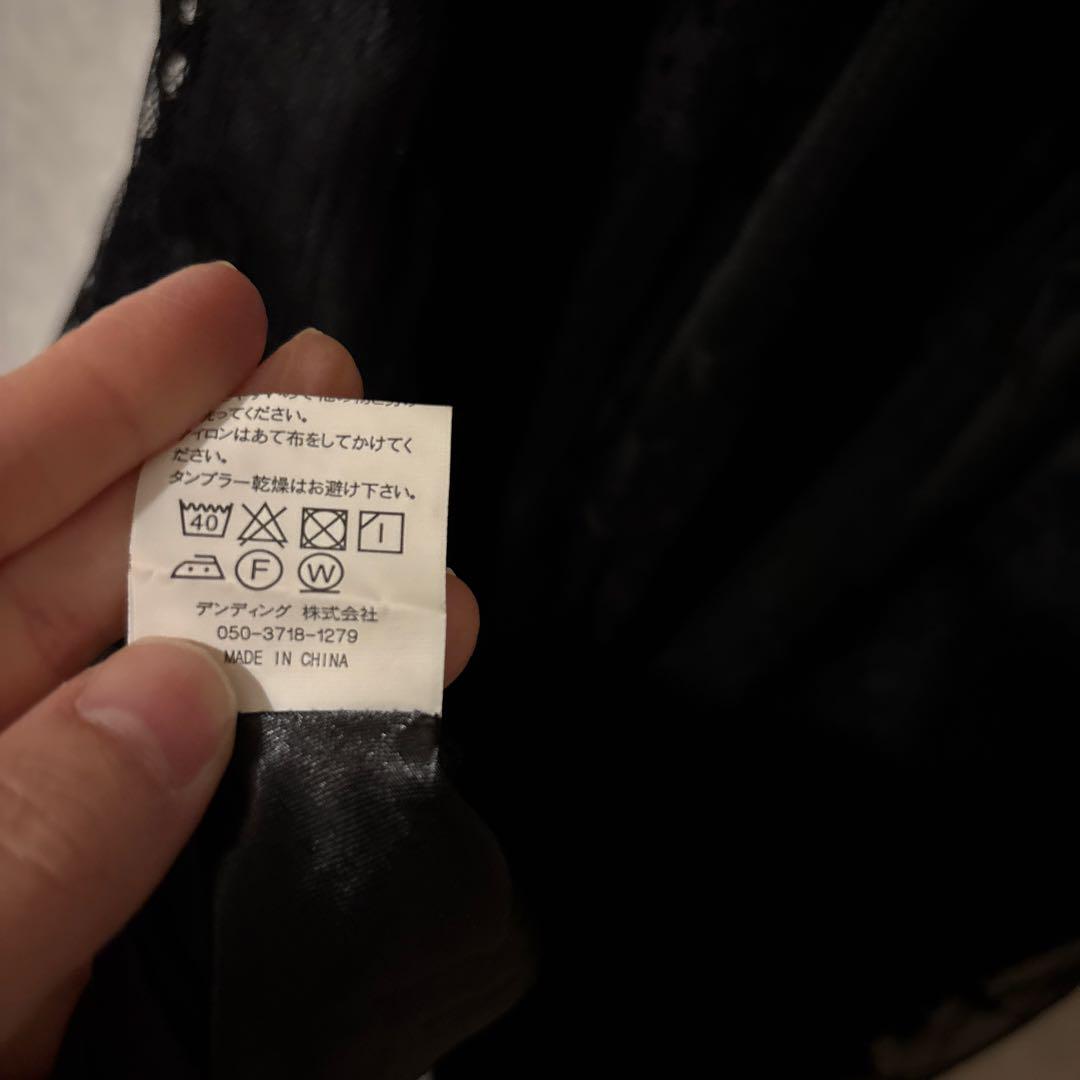 ってください。
イロンはあて布をしてかけてく
ださい。
タンブラー乾燥はお避け下さい。
40
F W
デンディング 株式会社
050-3718-1279
MADE IN CHINA